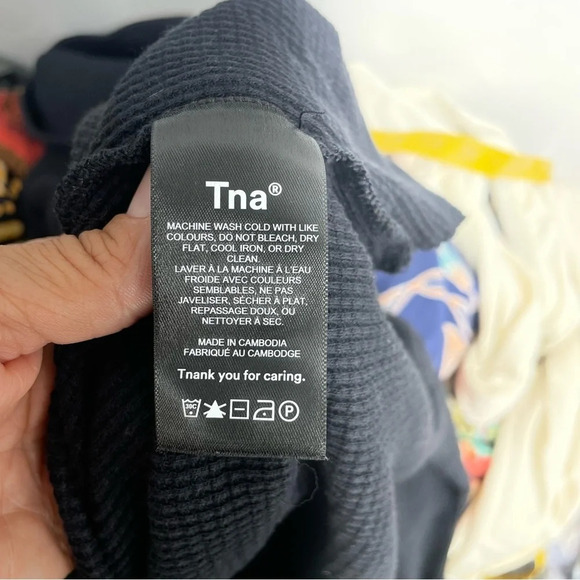 Tna®
MACHINE WASH COLD WITH LIKE
COLOURS, DO NOT BLEACH, DRY
FLAT, COOL IRON, OR DRY
CLEAN.
LAVER À LA MACHINE À L'EAU
FROIDE AVEC COULEURS
SEMBLABLES, NE PAS
JAVELISER, SÉCHER À PLAT,
REPASSAGE DOUX, OU
NETTOYER À SEC.
MADE IN CAMBODIA
FABRIQUÉ AU CAMBODGE
Tnank you for caring.
30C
P